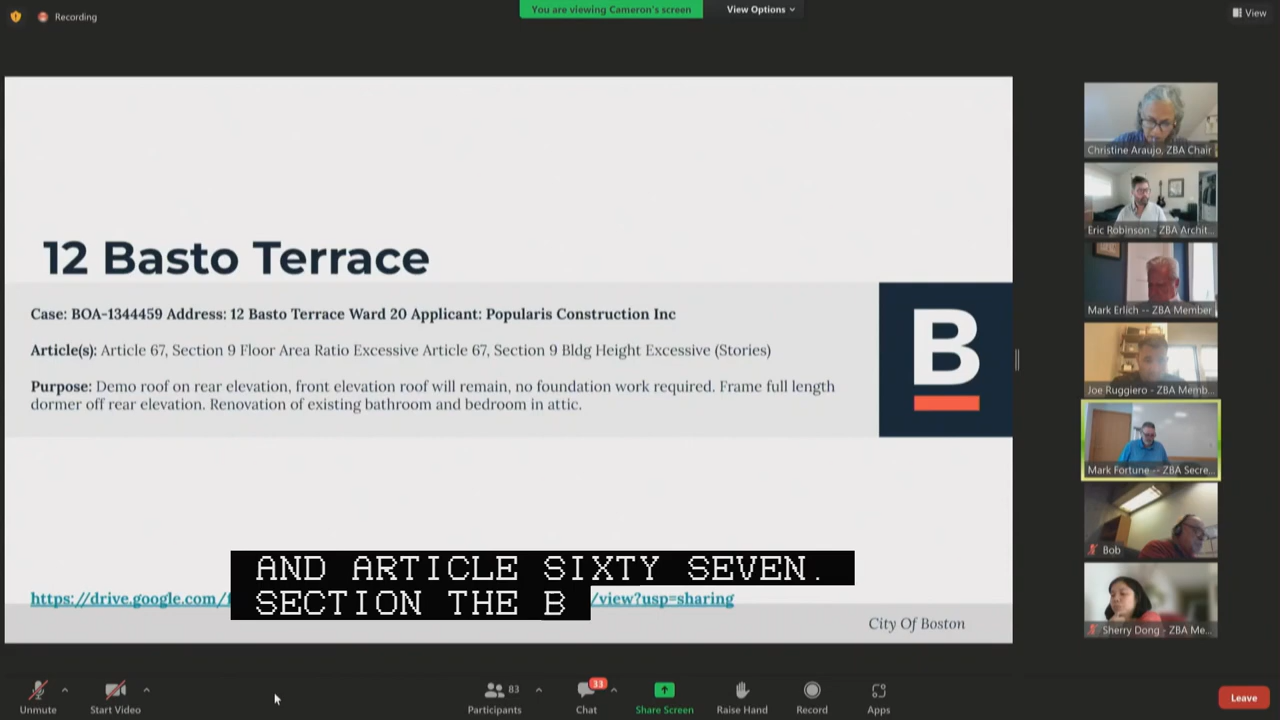 Recording
You are viewing Cameron's screen
View Options
View
12 Basto Terrace
Case: BOA-1344459 Address: 12 Basto Terrace Ward 20 Applicant: Popularis Construction Inc
Article(s): Article 67, Section 9 Floor Area Ratio Excessive Article 67, Section 9 Bldg Height Excessive (Stories)
Purpose: Demo roof on rear elevation, front elevation roof will remain, no foundation work required. Frame full length
dormer off rear elevation. Renovation of existing bathroom and bedroom in attic.
B
AND ARTICLE SIXTY SEVEN.
SECTION THE B
https://drive.google.com/f
/view?usp=sharing
City Of Boston
Christine Araujo, ZBA Chair
Eric Robinson - ZBA Archit...
Mark Erlich -- ZBA Member
Joe Ruggiero - ZBA Memb...
Mark Fortune -- ZBA Secre...
Bob
Sherry Dong - ZBA Me...
Unmute
Start Video
83
Participants
33
Chat
Share Screen
Raise Hand
Record
Apps
Leave